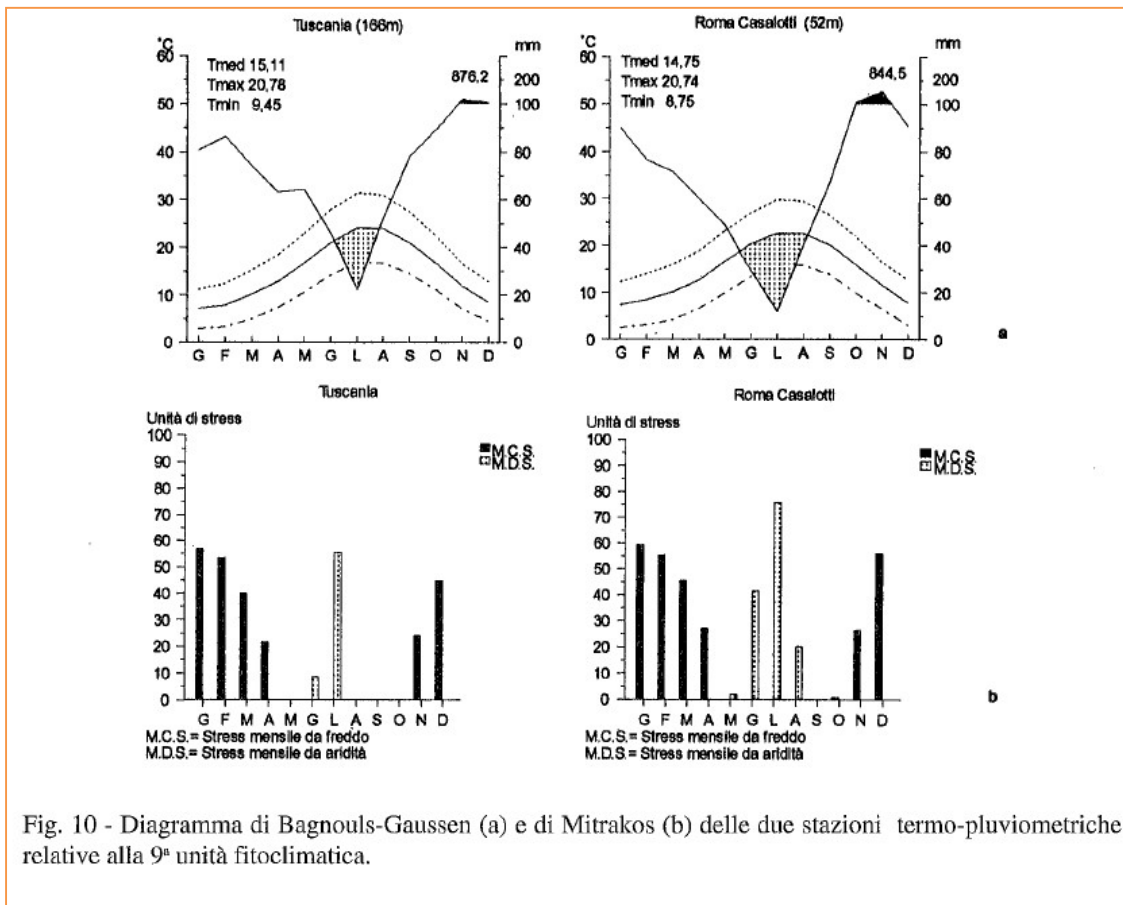 Tuscania (166m)
°C
mm
60
50
40
30
20
10
0
200
100
80
60
40
20
0
Tmed 15,11
Tmax 20,78
Tmin 9,45
876,2
G F M A M G L A S O N D
Roma Casalotti (52m)
°C
mm
60
50
40
30
20
10
0
200
100
80
60
40
20
0
Tmed 14,75
Tmax 20,74
Tmin 8,75
844,5
G F M A M G L A S O N D
a
Tuscania
Unità di stress
100
90
80
70
60
50
40
30
20
10
0
M.C.S.
M.D.S.
G F M A M G L A S O N D
M.C.S.= Stress mensile da freddo
M.D.S.= Stress mensile da aridità
Roma Casalotti
Unità di stress
100
90
80
70
60
50
40
30
20
10
0
M.C.S.
M.D.S.
G F M A M G L A S O N D
M.C.S.= Stress mensile da freddo
M.D.S.= Stress mensile da aridità
b
Fig. 10 - Diagramma di Bagnouls-Gaussen (a) e di Mitrakos (b) delle due stazioni termo-pluviometriche
relative alla 9ª unità fitoclimatica.